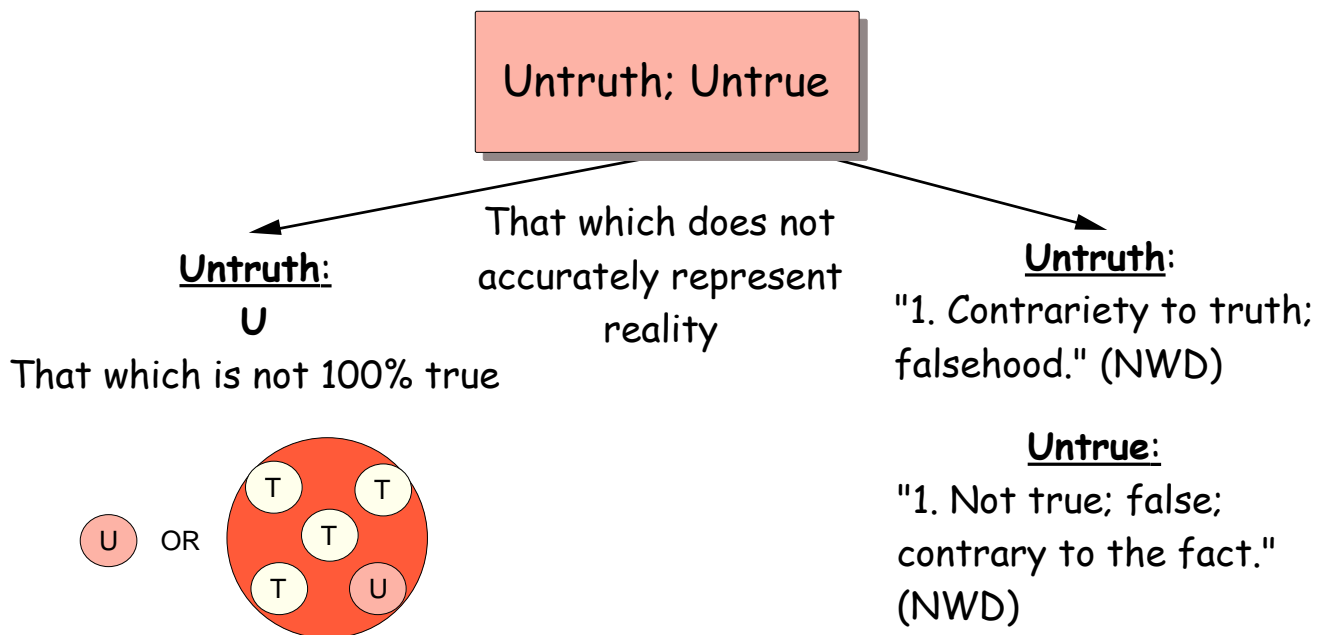 Untruth; Untrue
That which does not
accurately represent
reality
Untruth:
U
That which is not 100% true
T
T
T
U
OR
T
U
Untruth:
"1. Contrariety to truth;
falsehood." (NWD)
Untrue:
"1. Not true; false;
contrary to the fact."
(NWD)